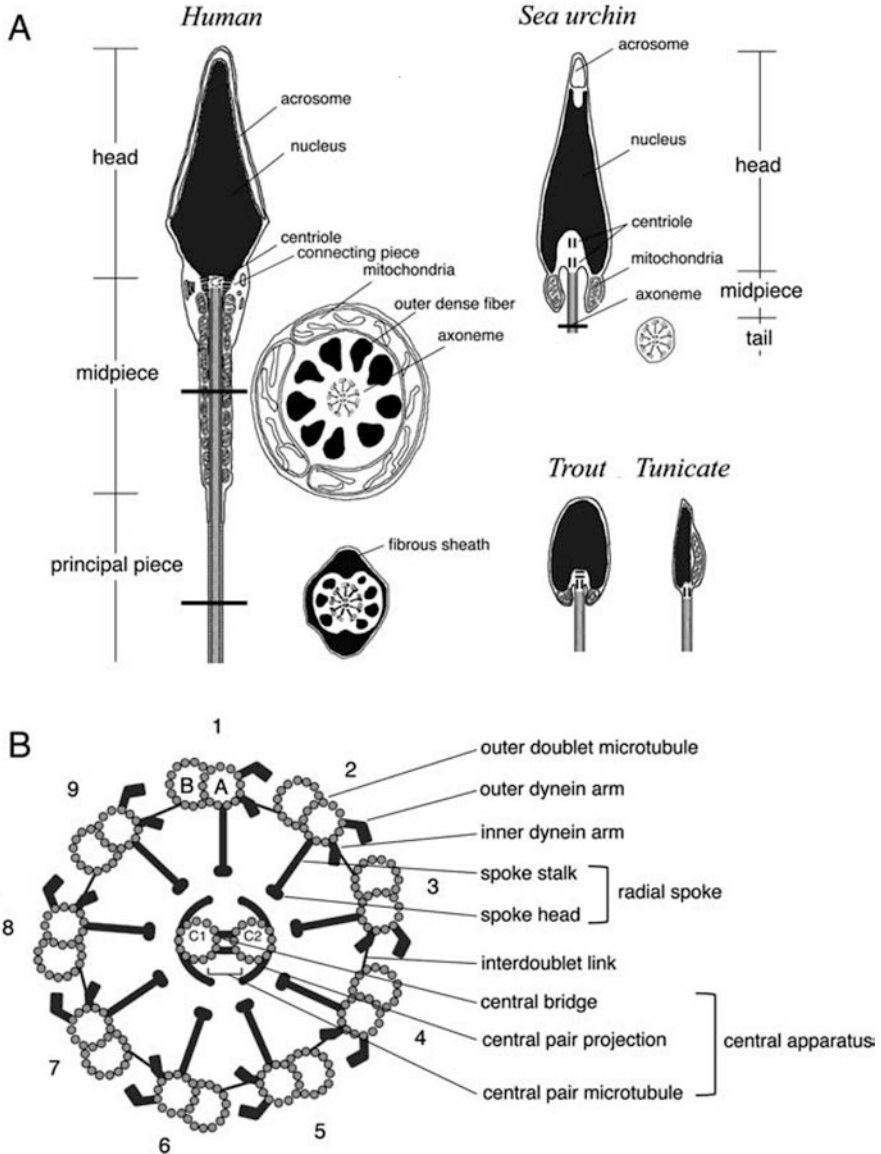 A
Human
Sea urchin
acrosome
nucleus
head
centriole
connecting piece
mitochondria
outer dense fiber
axoneme
midpiece
principal piece
fibrous sheath
acrosome
nucleus
head
centriole
mitochondria
midpiece
axoneme
tail
Trout
Tunicate
B
1
2
3
4
5
6
7
8
9
B A
C1 C2
outer doublet microtubule
outer dynein arm
inner dynein arm
spoke stalk
radial spoke
spoke head
interdoublet link
central bridge
central pair projection
central apparatus
central pair microtubule